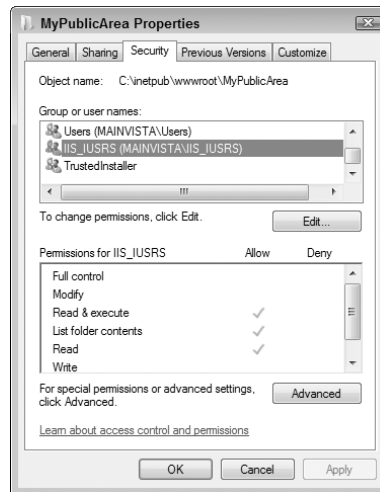 MyPublicArea Properties
General Sharing Security Previous Versions Customize
Object name: C:\inetpub\wwwroot\MyPublicArea
Group or user names:
Users (MAINVISTA\Users)
IIS_IUSRS (MAINVISTA\IIS_IUSRS)
TrustedInstaller
To change permissions, click Edit.
Edit...
Permissions for IIS_IUSRS Allow Deny
Full control
Modify
Read & execute
List folder contents
Read
Write
For special permissions or advanced settings,
click Advanced.
Advanced
Learn about access control and permissions
OK Cancel Apply